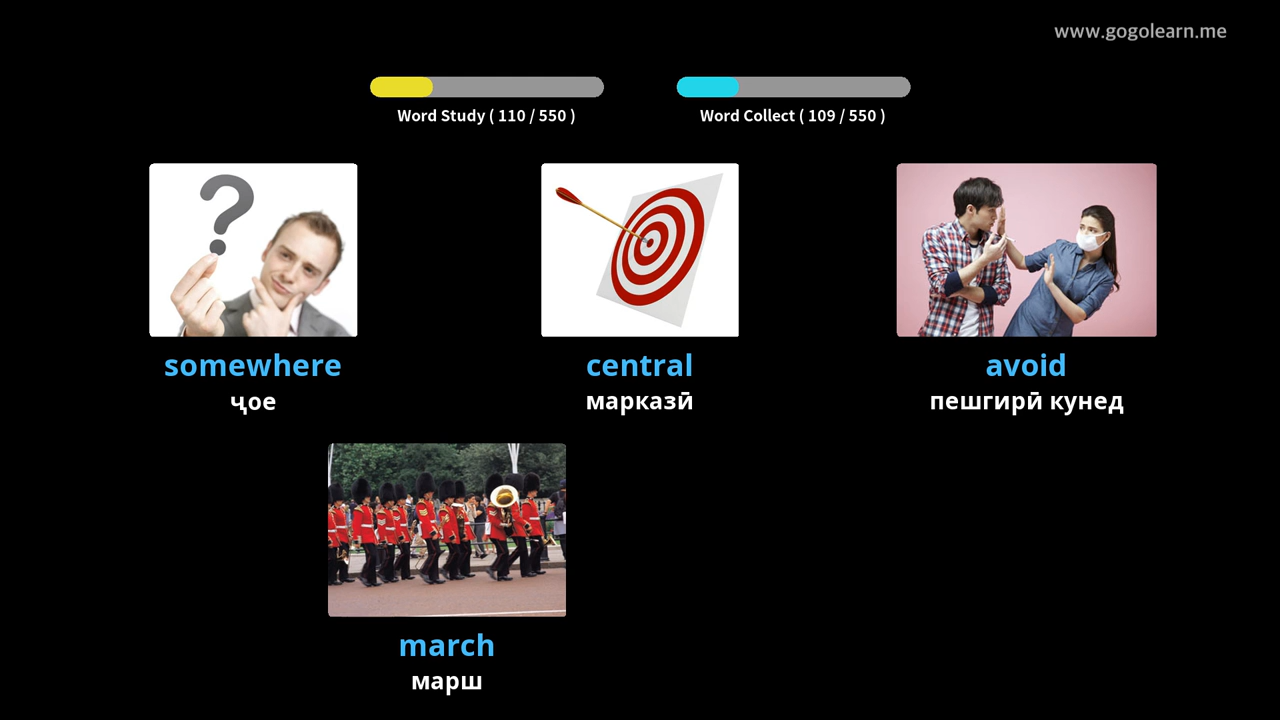 www.gogolearn.me
Word Study ( 110 / 550 )
Word Collect ( 109 / 550 )
somewhere
ҷое
central
марказӣ
avoid
пешгирӣ кунед
march
марш